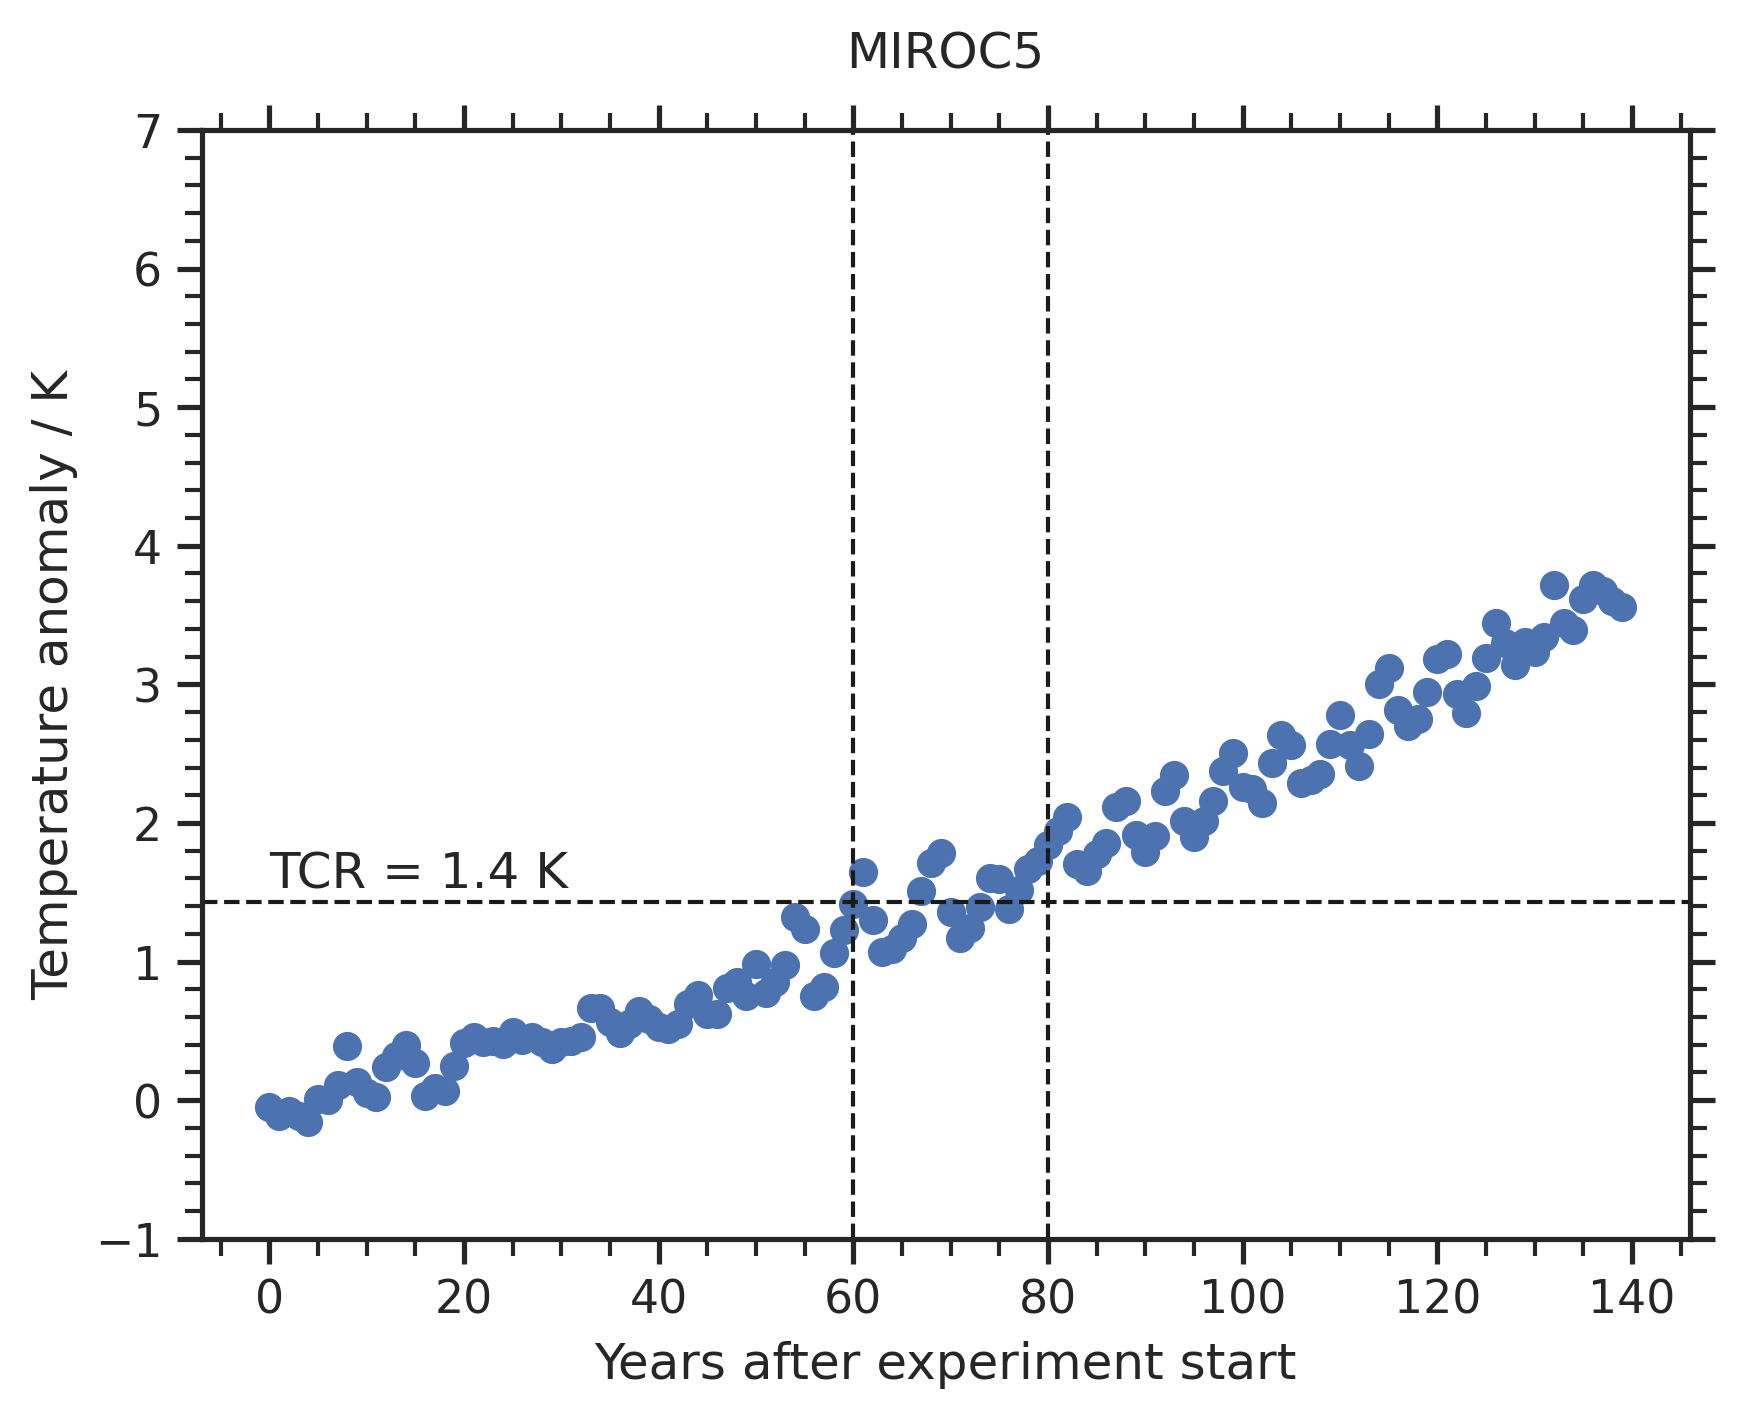 MIROC5
7
6
5
4
3
2
1
0
−1
Temperature anomaly / K
TCR = 1.4 K
0 20 40 60 80 100 120 140
Years after experiment start